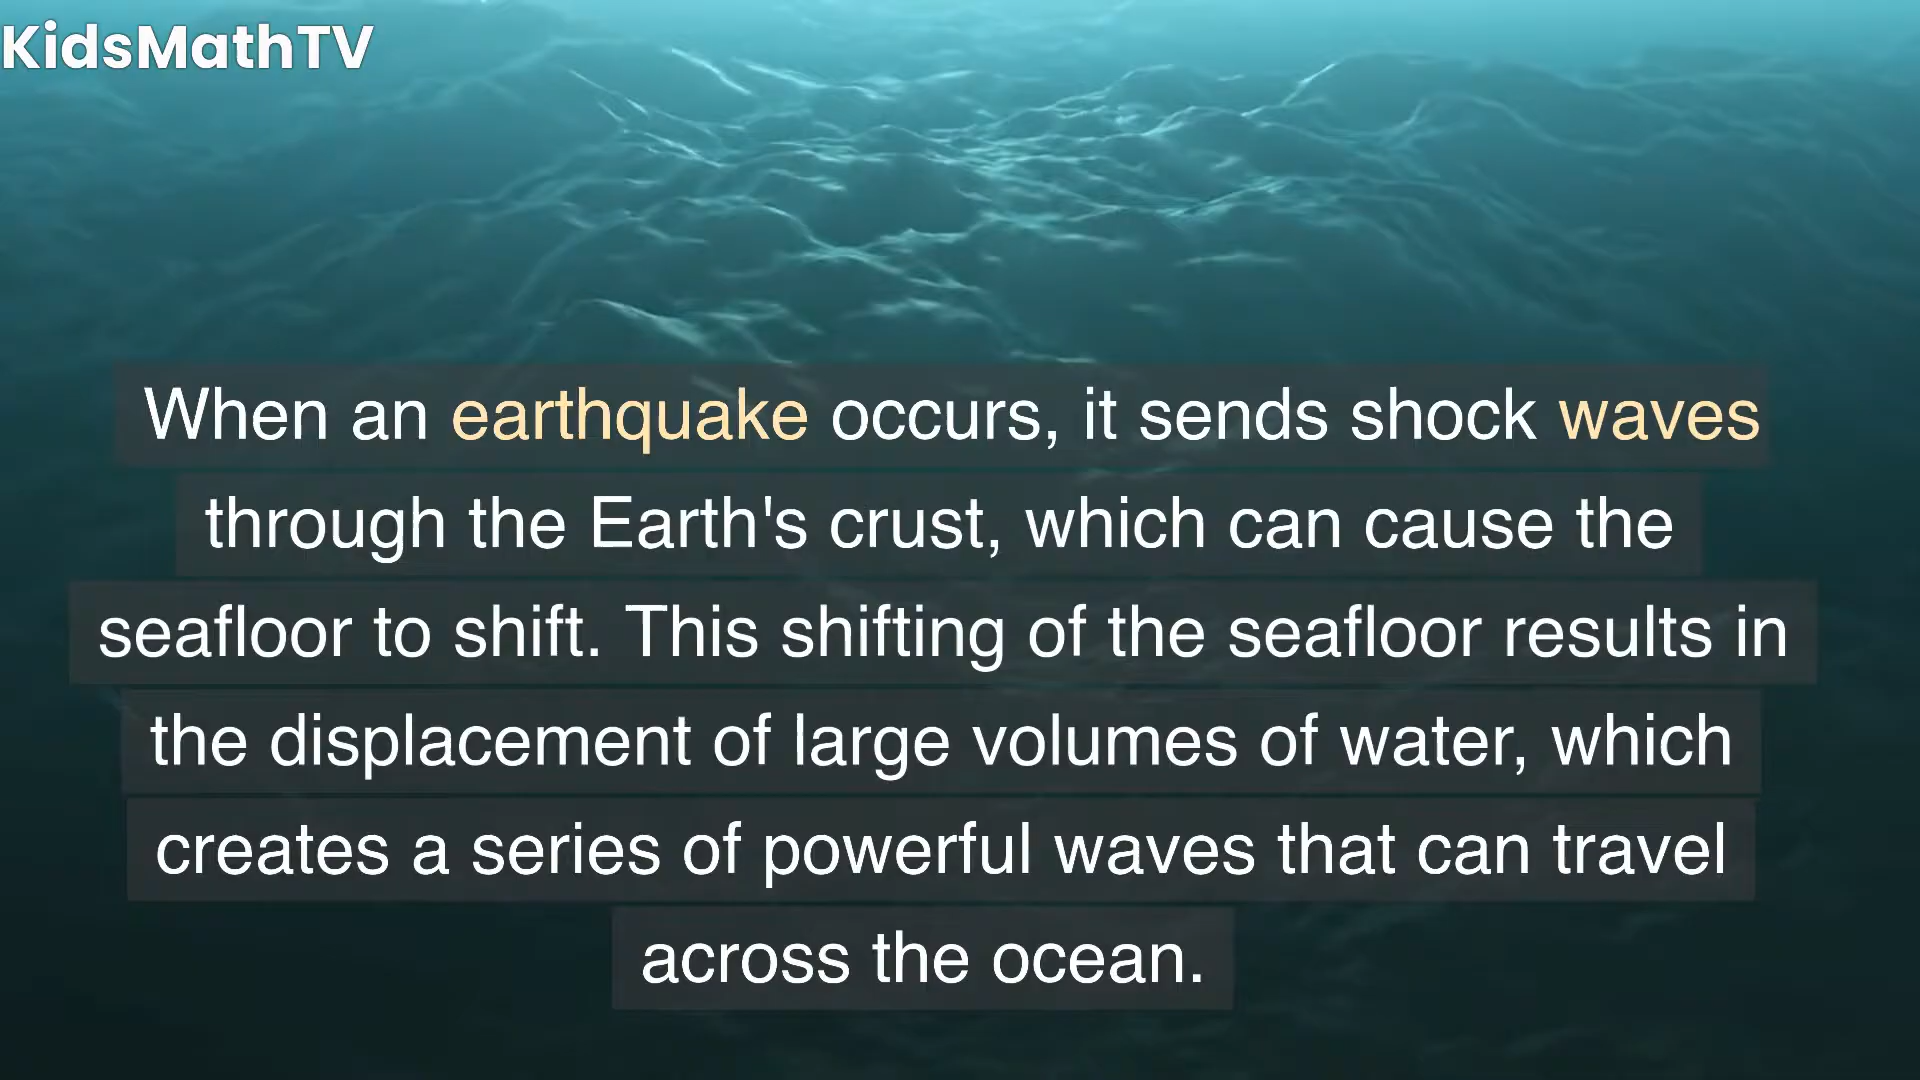 KidsMathTV
When an earthquake occurs, it sends shock waves
through the Earth's crust, which can cause the
seafloor to shift. This shifting of the seafloor results in
the displacement of large volumes of water, which
creates a series of powerful waves that can travel
across the ocean.